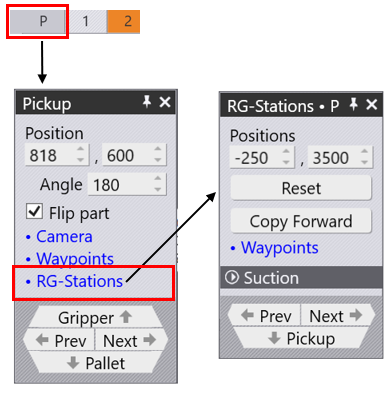 P 1 2
Pickup
Position
818 , 600
Angle 180
Flip part
• Camera
• Waypoints
• RG-Stations
Gripper
Prev Next
Pallet
RG-Stations • P
Positions
-250 , 3500
Reset
Copy Forward
• Waypoints
Suction
Prev Next
Pickup